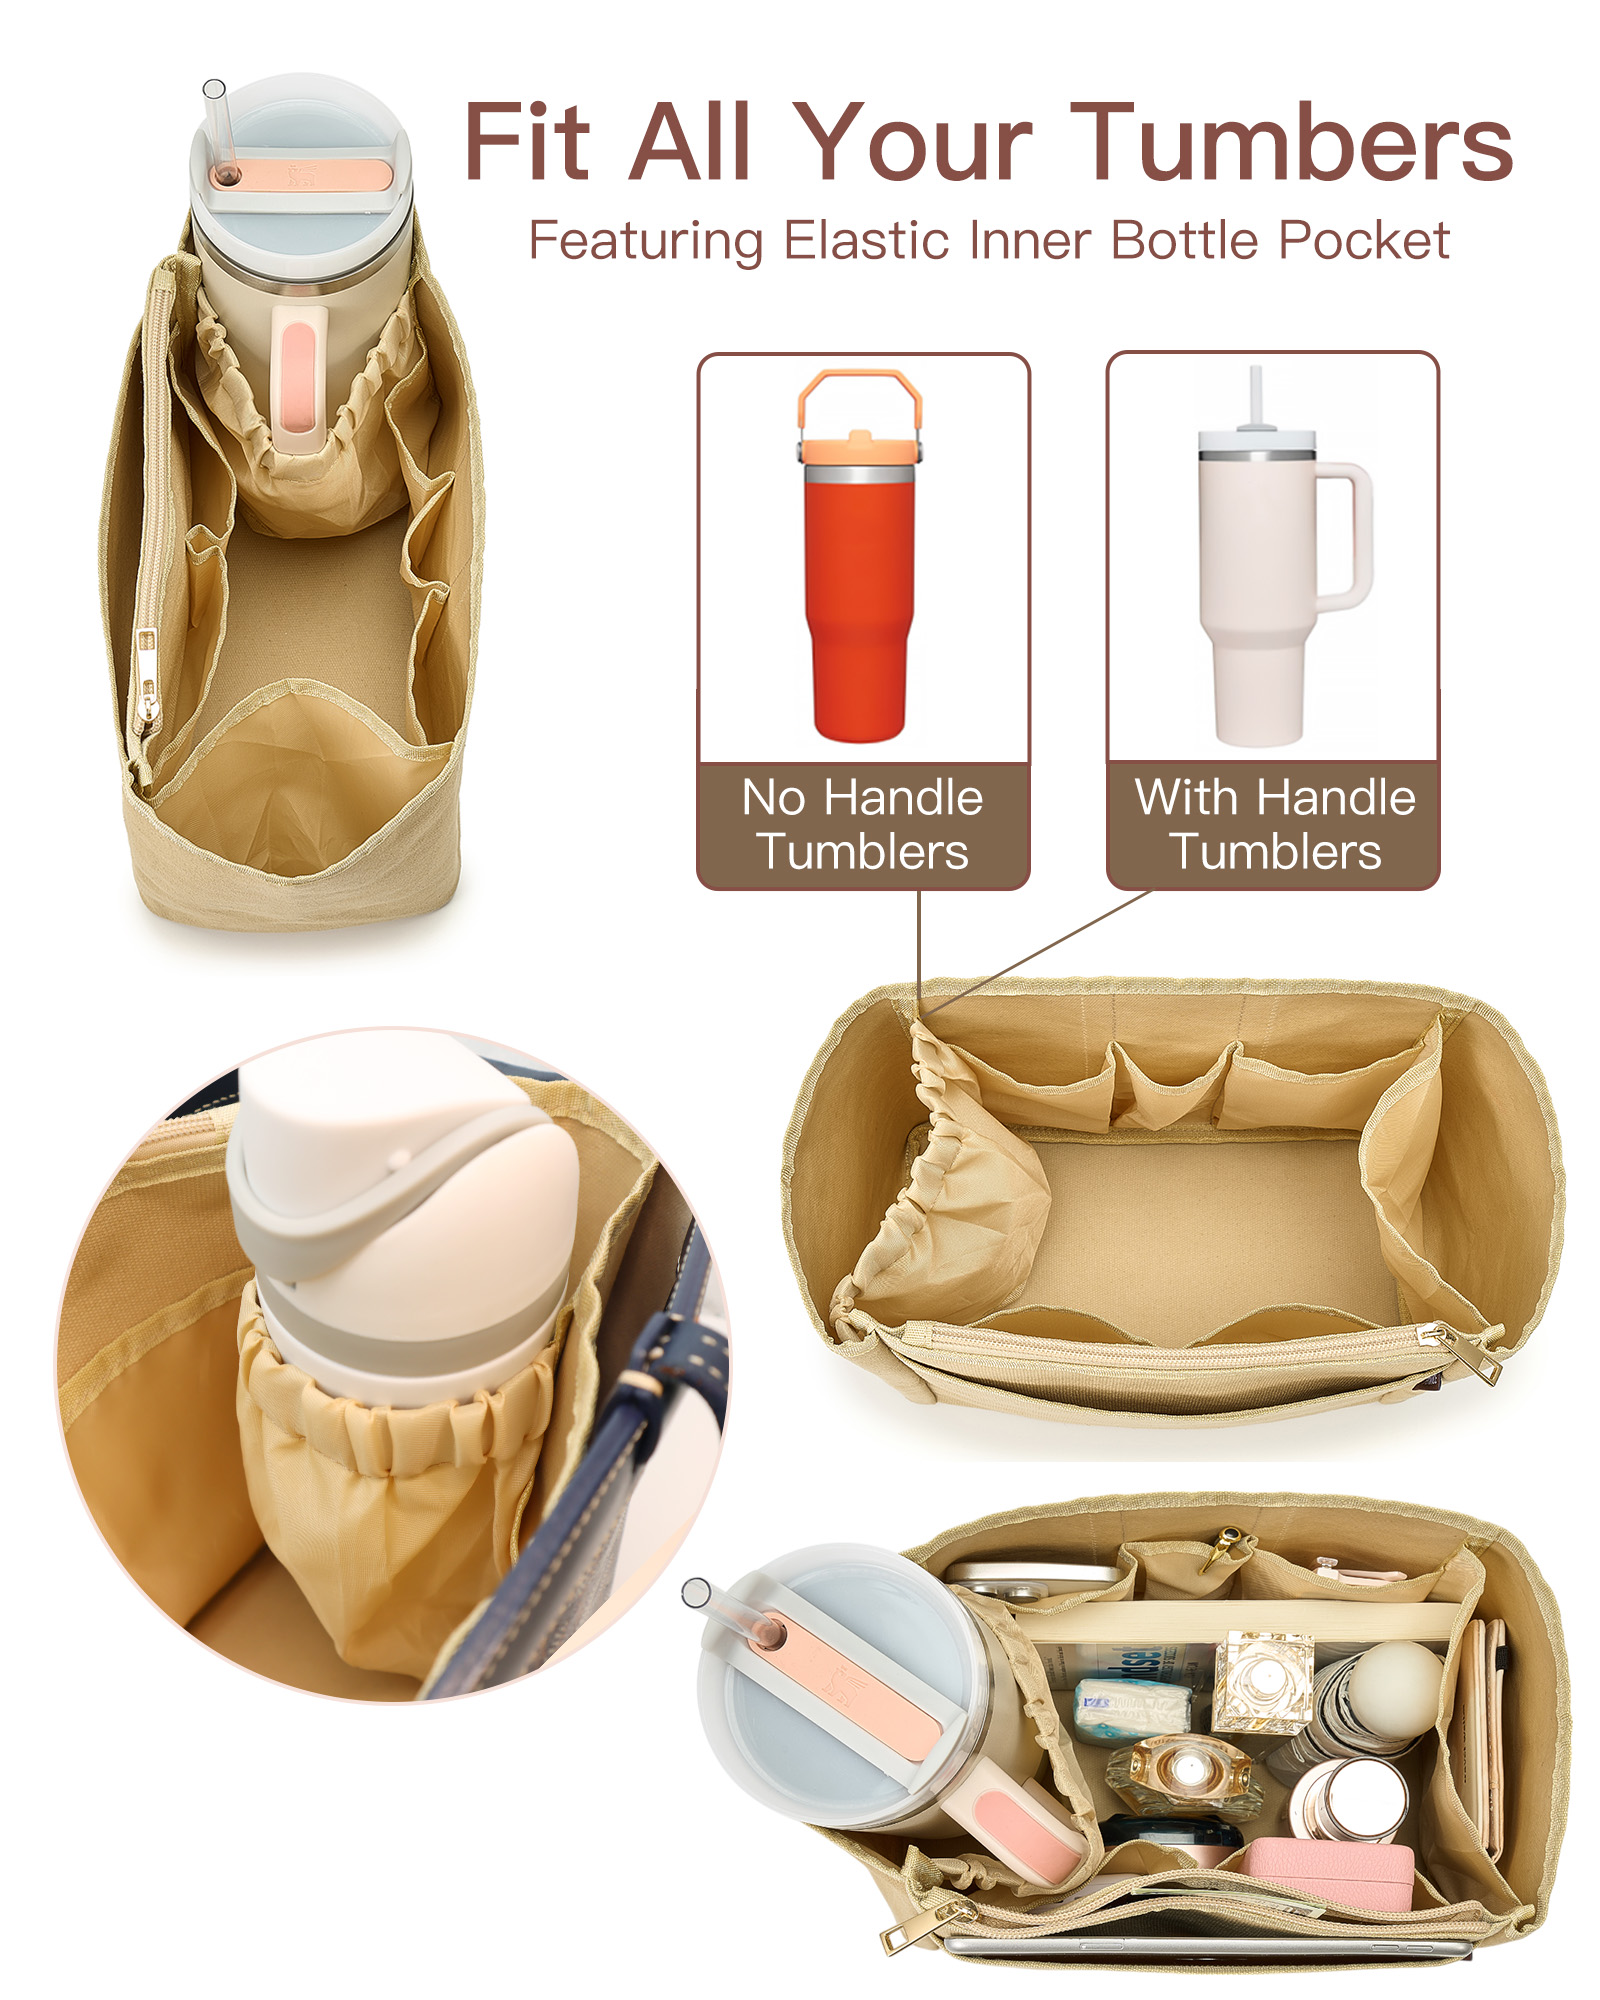 Fit All Your Tumbers
Featuring Elastic Inner Bottle Pocket
No Handle
Tumblers
With Handle
Tumblers